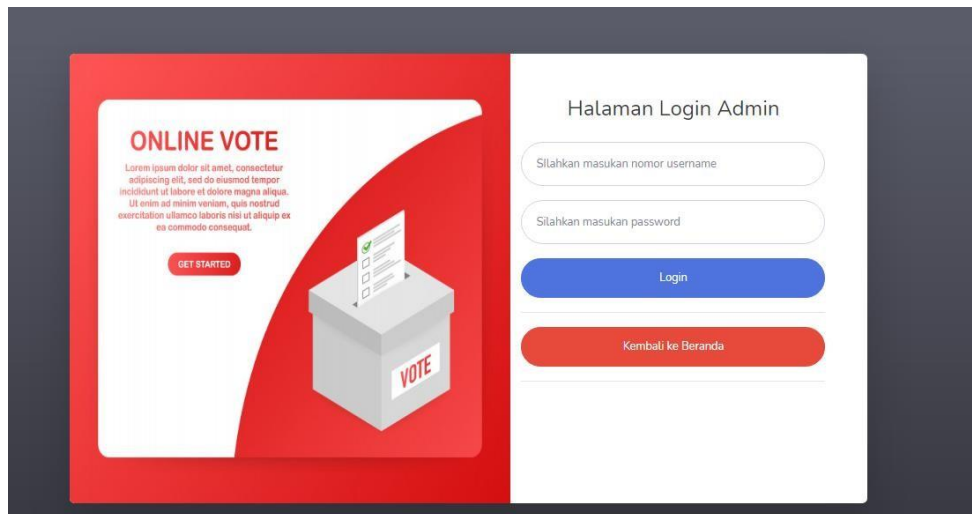 ONLINE VOTE
Lorem ipsum dolor sit amet, consectetur
adipiscing elit, sed do eiusmod tempor
incididunt ut labore et dolore magna aliqua.
Ut enim ad minim veniam, quis nostrud
exercitation ullamco laboris nisi ut aliquip ex
ea commodo consequat.
GET STARTED
VOTE
Halaman Login Admin
SIlahkan masukan nomor username
Silahkan masukan password
Login
Kembali ke Beranda